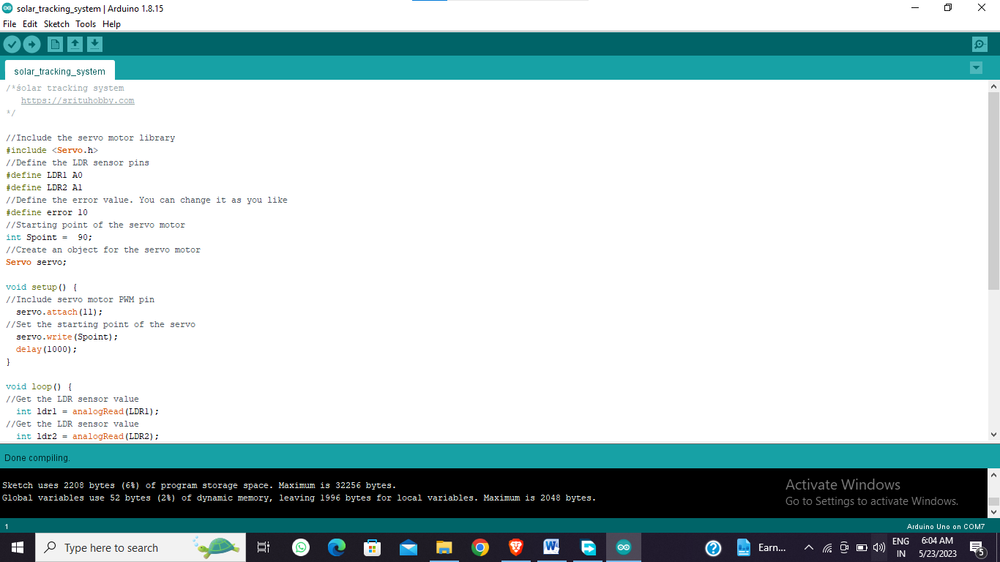 solar_tracking_system | Arduino 1.8.15
File Edit Sketch Tools Help
solar_tracking_system
/*solar tracking system
https://srituhobby.com
*/
//Include the servo motor library
#include <Servo.h>
//Define the LDR sensor pins
#define LDR1 A0
#define LDR2 A1
//Define the error value. You can change it as you like
#define error 10
//Starting point of the servo motor
int Spoint =  90;
//Create an object for the servo motor
Servo servo;
void setup() {
//Include servo motor PWM pin
servo.attach(11);
//Set the starting point of the servo
servo.write(Spoint);
delay(1000);
}
void loop() {
//Get the LDR sensor value
int ldr1 = analogRead(LDR1);
//Get the LDR sensor value
int ldr2 = analogRead(LDR2);
Done compiling.
Sketch uses 2208 bytes (6%) of program storage space. Maximum is 32256 bytes.
Global variables use 52 bytes (2%) of dynamic memory, leaving 1996 bytes for local variables. Maximum is 2048 bytes.
Activate Windows
Go to Settings to activate Windows.
1
Arduino Uno on COM7
Type here to search
Earn...
ENG
IN
6:04 AM
5/23/2023
5